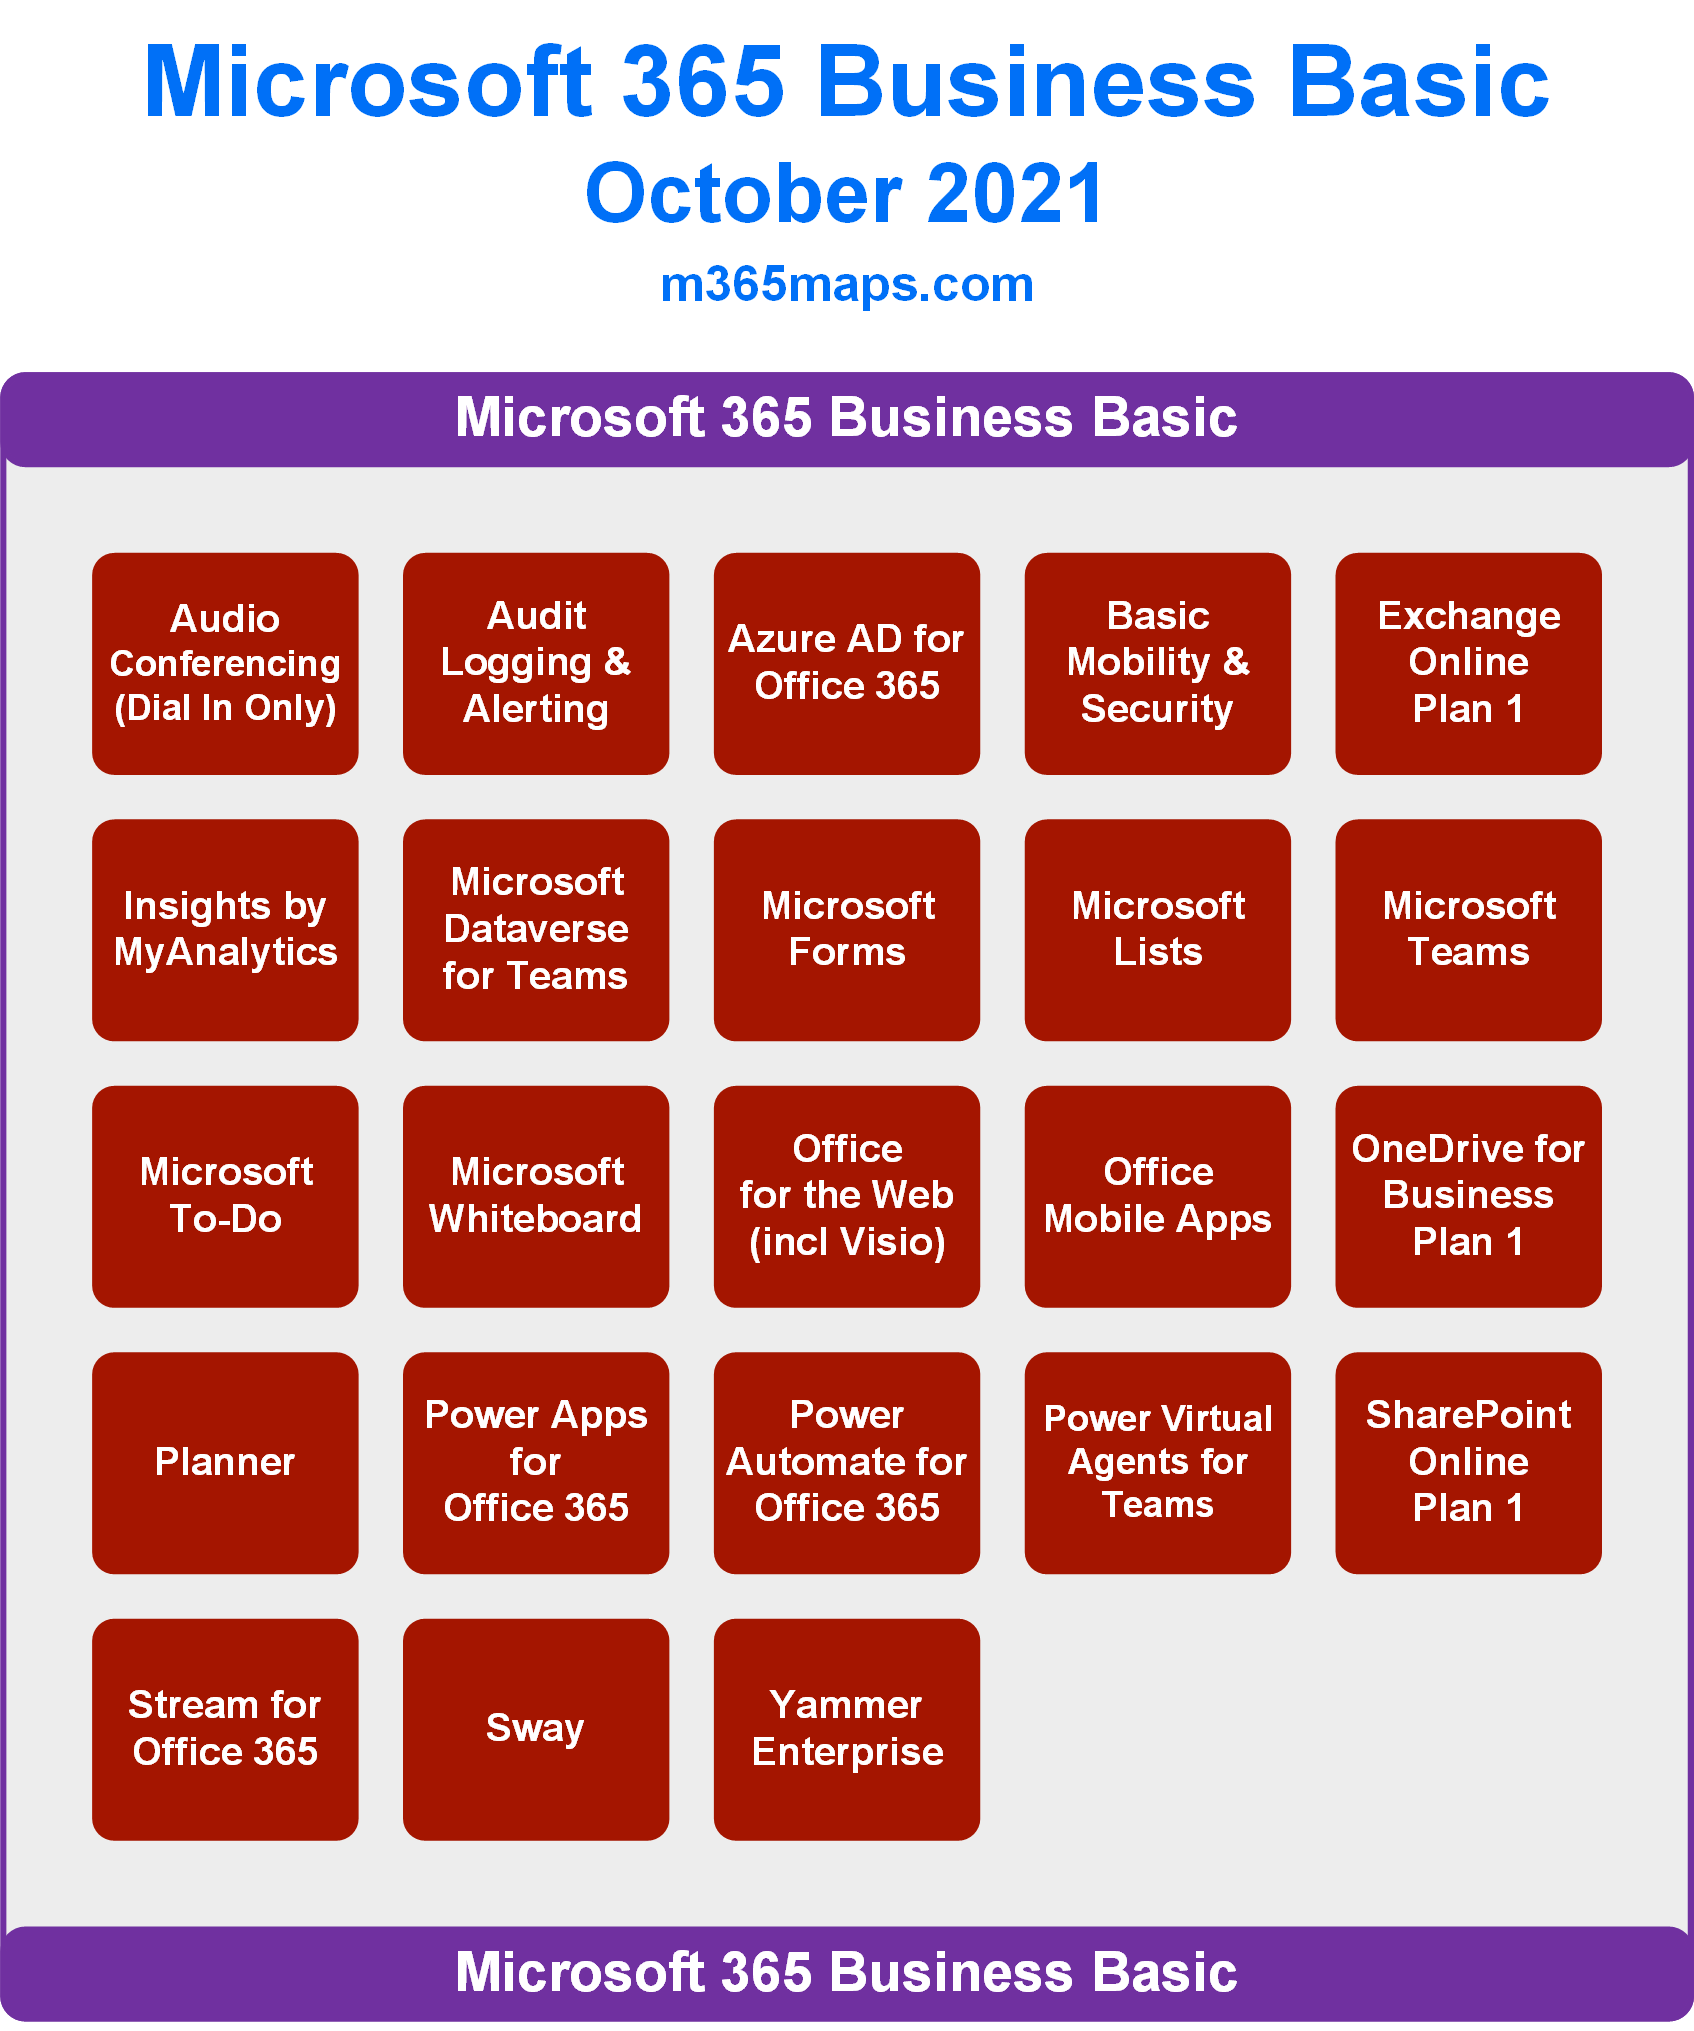 Microsoft 365 Business Basic
October 2021
m365maps.com
Microsoft 365 Business Basic
Audio
Conferencing
(Dial In Only)
Audit
Logging &
Alerting
Azure AD for
Office 365
Basic
Mobility &
Security
Exchange
Online
Plan 1
Insights by
MyAnalytics
Microsoft
Dataverse
for Teams
Microsoft
Forms
Microsoft
Lists
Microsoft
Teams
Microsoft
To-Do
Microsoft
Whiteboard
Office
for the Web
(incl Visio)
Office
Mobile Apps
OneDrive for
Business
Plan 1
Planner
Power Apps
for
Office 365
Power
Automate for
Office 365
Power Virtual
Agents for
Teams
SharePoint
Online
Plan 1
Stream for
Office 365
Sway
Yammer
Enterprise
Microsoft 365 Business Basic